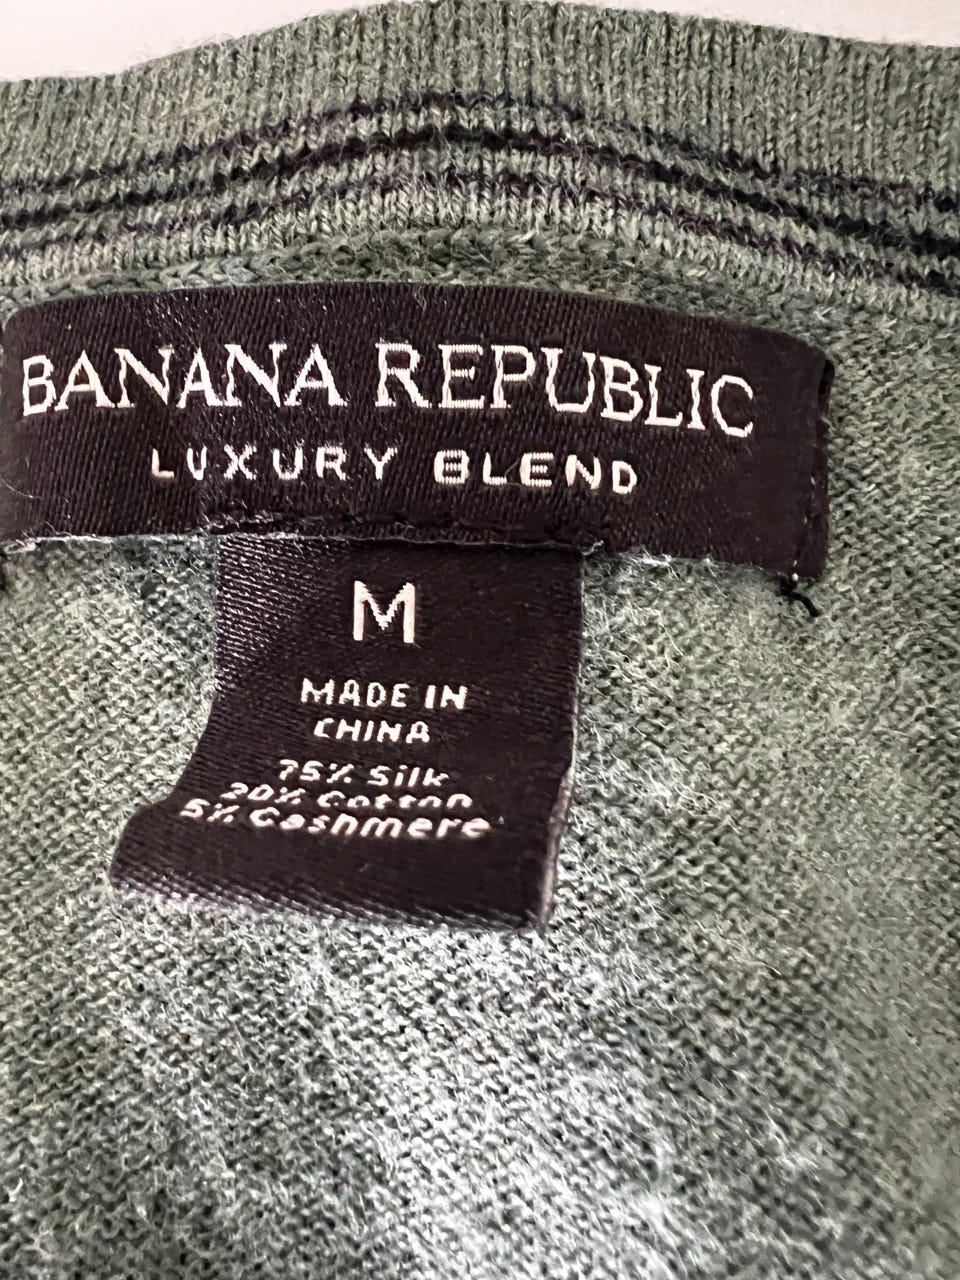 BANANA REPUBLIC
LUXURY BLEND
M
MADE IN
CHINA
75% Silk
20% Cotton
5% Cashmere